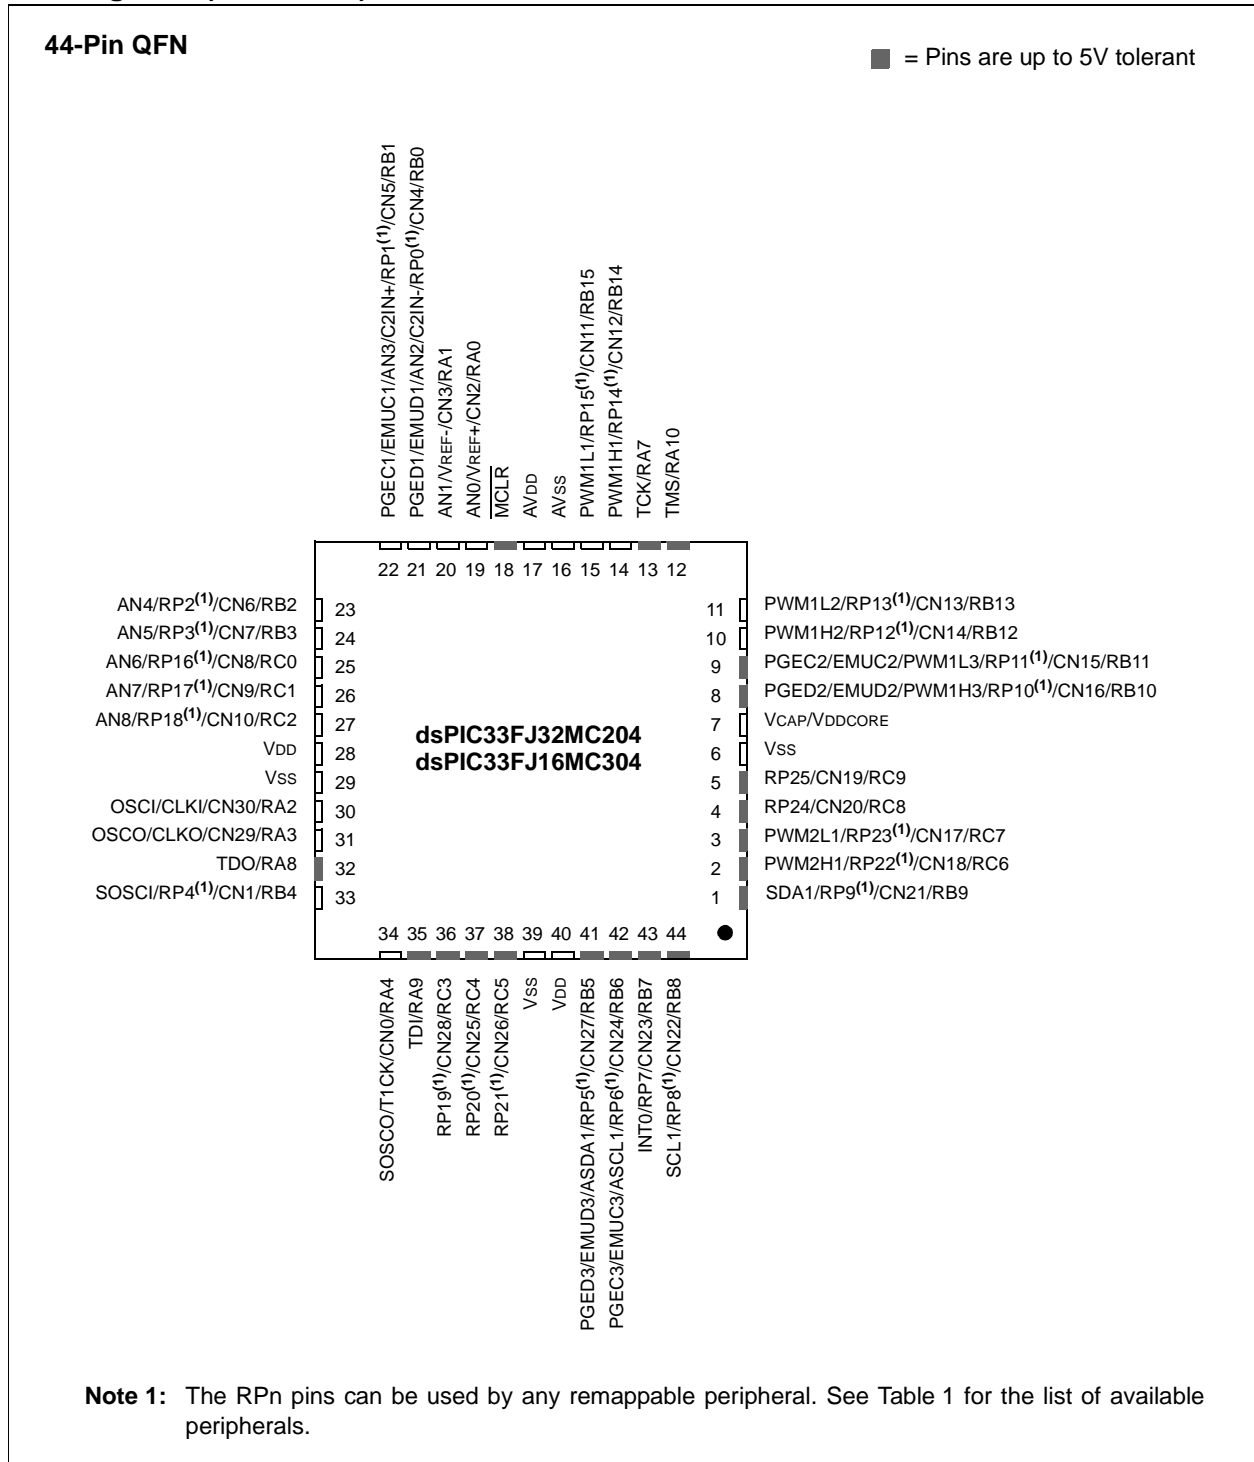 44-Pin QFN
= Pins are up to 5V tolerant
PGEC1/EMUC1/AN3/C2IN+/RP1(1)/CN5/RB1
PGED1/EMUD1/AN2/C2IN-/RP0(1)/CN4/RB0
AN1/VREF-/CN3/RA1
AN0/VREF+/CN2/RA0
MCLR
AVDD
AVSS
PWM1L1/RP15(1)/CN11/RB15
PWM1H1/RP14(1)/CN12/RB14
TCK/RA7
TMS/RA10
22 21 20 19 18 17 16 15 14 13 12
AN4/RP2(1)/CN6/RB2 23
AN5/RP3(1)/CN7/RB3 24
AN6/RP16(1)/CN8/RC0 25
AN7/RP17(1)/CN9/RC1 26
AN8/RP18(1)/CN10/RC2 27
VDD 28
VSS 29
OSCI/CLKI/CN30/RA2 30
OSCO/CLKO/CN29/RA3 31
TDO/RA8 32
SOSCI/RP4(1)/CN1/RB4 33
dsPIC33FJ32MC204
dsPIC33FJ16MC304
11 PWM1L2/RP13(1)/CN13/RB13
10 PWM1H2/RP12(1)/CN14/RB12
9 PGEC2/EMUC2/PWM1L3/RP11(1)/CN15/RB11
8 PGED2/EMUD2/PWM1H3/RP10(1)/CN16/RB10
7 VCAP/VDDCORE
6 VSS
5 RP25/CN19/RC9
4 RP24/CN20/RC8
3 PWM2L1/RP23(1)/CN17/RC7
2 PWM2H1/RP22(1)/CN18/RC6
1 SDA1/RP9(1)/CN21/RB9
34 35 36 37 38 39 40 41 42 43 44
SOSCO/T1CK/CN0/RA4
TDI/RA9
RP19(1)/CN28/RC3
RP20(1)/CN25/RC4
RP21(1)/CN26/RC5
VSS
VDD
PGED3/EMUD3/ASDA1/RP5(1)/CN27/RB5
PGEC3/EMUC3/ASCL1/RP6(1)/CN24/RB6
INT0/RP7/CN23/RB7
SCL1/RP8(1)/CN22/RB8
Note 1: The RPn pins can be used by any remappable peripheral. See Table 1 for the list of available
peripherals.